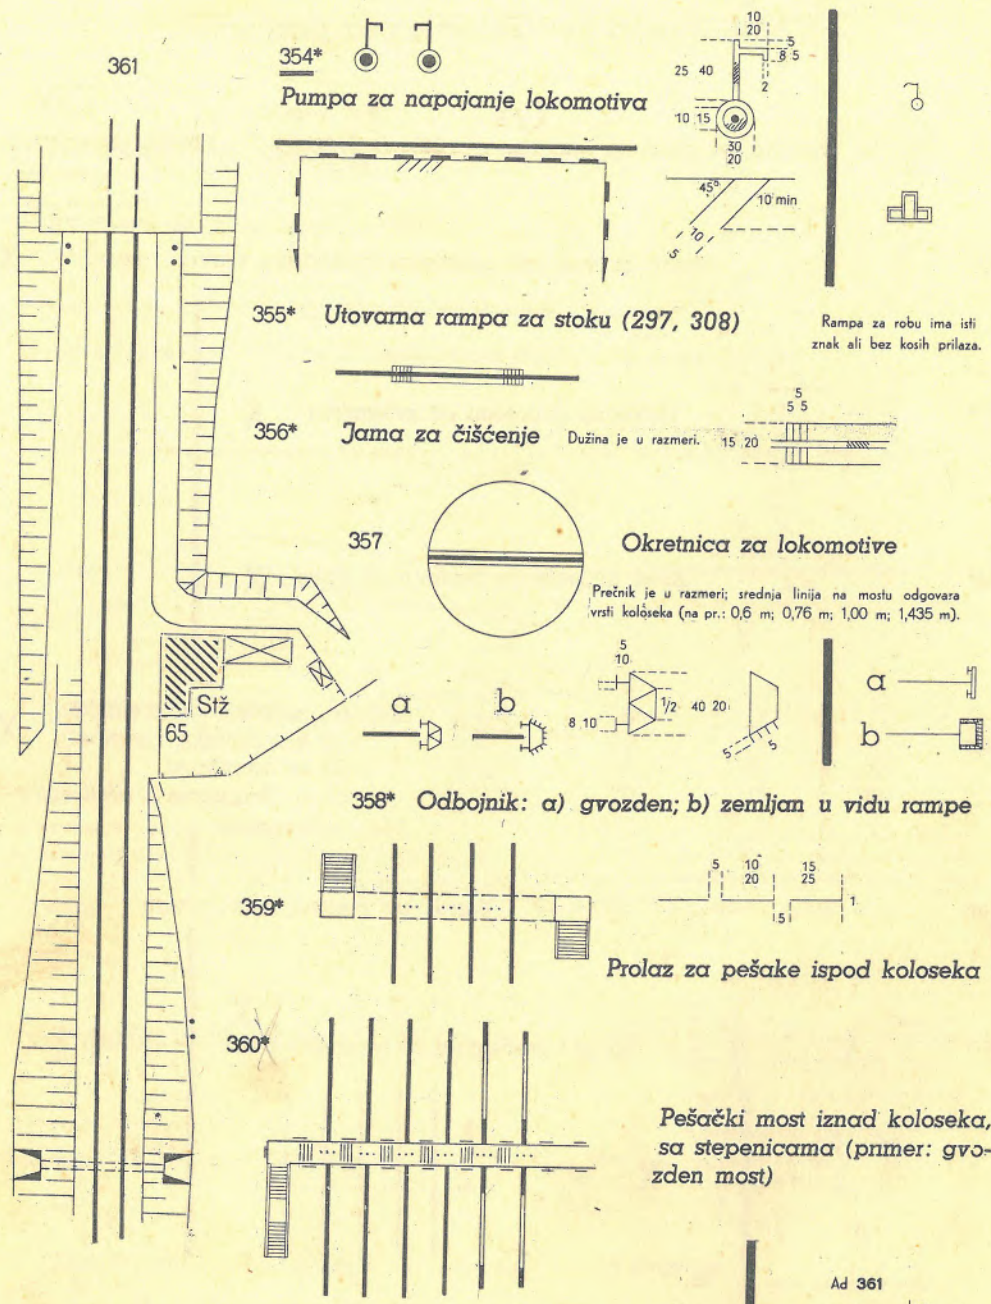 361
354*
Pumpa za napajanje lokomotiva
10
20
5
8 5
25 40
2
10 15
30
20
45°
10 min
10
5
355* Utovarna rampa za stoku (297, 308)
Rampa za robu ima isti
znak ali bez kosih prilaza.
356* Jama za čišćenje Dužina je u razmeri.
5
5 5
15 20
357
Okretnica za lokomotive
Prečnik je u razmeri; srednja linija na mostu odgovara
vrsti koloseka (na pr.: 0,6 m; 0,76 m; 1,00 m; 1,435 m).
Stž
65
a b
5
10
1/2 40 20
8 10
5 5
a
b
358* Odbojnik: a) gvozden; b) zemljan u vidu rampe
359*
5 10 15
20 25
1
5
Prolaz za pešake ispod koloseka
360*
Pešački most iznad koloseka,
sa stepenicama (primer: gvo-
zden most)
Ad 361